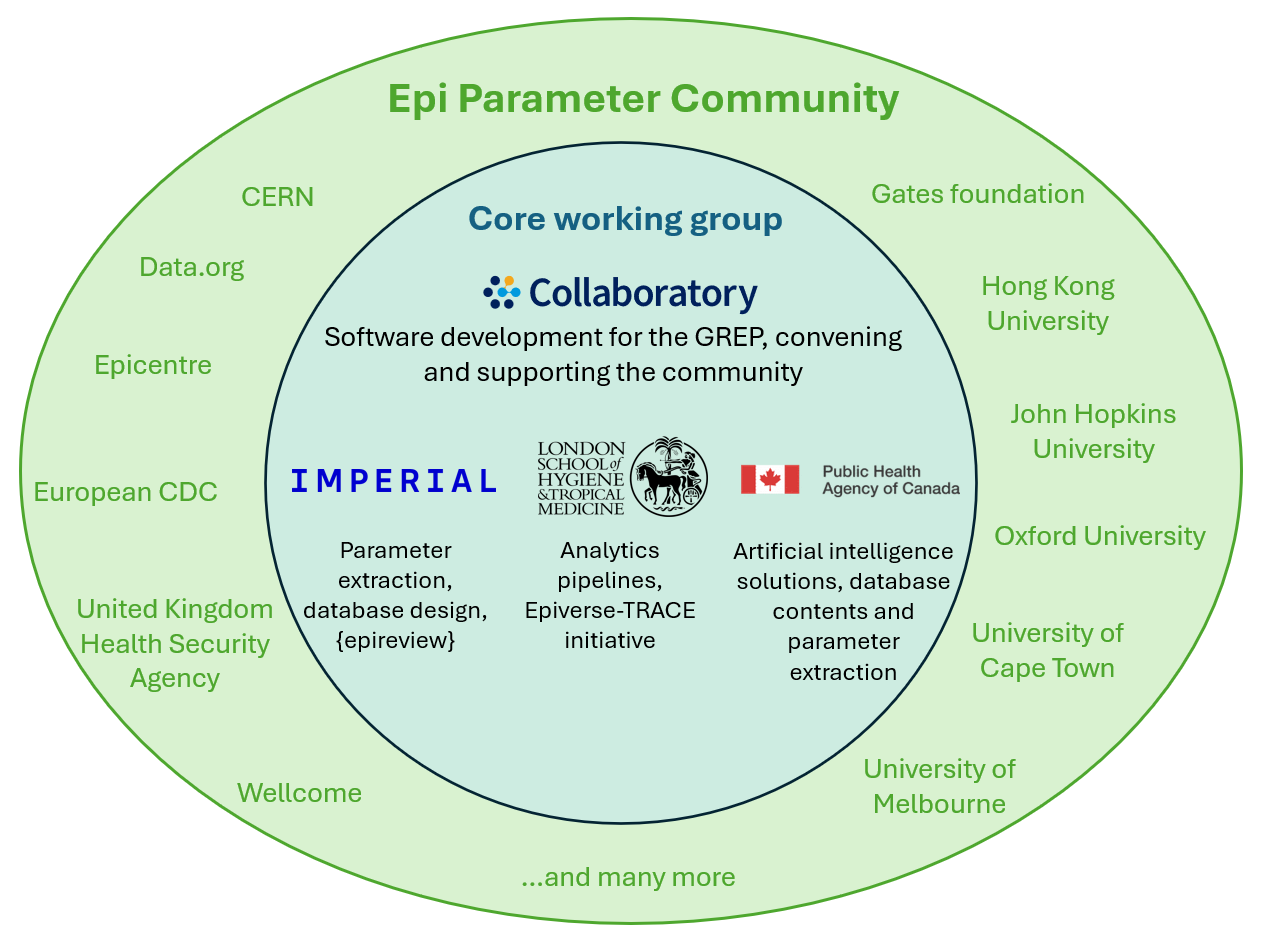 Epi Parameter Community
CERN
Data.org
Epicentre
European CDC
United Kingdom
Health Security
Agency
Wellcome
Core working group
Collaboratory
Software development for the GREP, convening
and supporting the community
IMPERIAL
Parameter
extraction,
database design,
{epireview}
LONDON
SCHOOL of
HYGIENE
& TROPICAL
MEDICINE
Analytics
pipelines,
Epiverse-TRACE
initiative
Public Health
Agency of Canada
Artificial intelligence
solutions, database
contents and
parameter
extraction
Gates foundation
Hong Kong
University
John Hopkins
University
Oxford University
University of
Cape Town
University of
Melbourne
...and many more